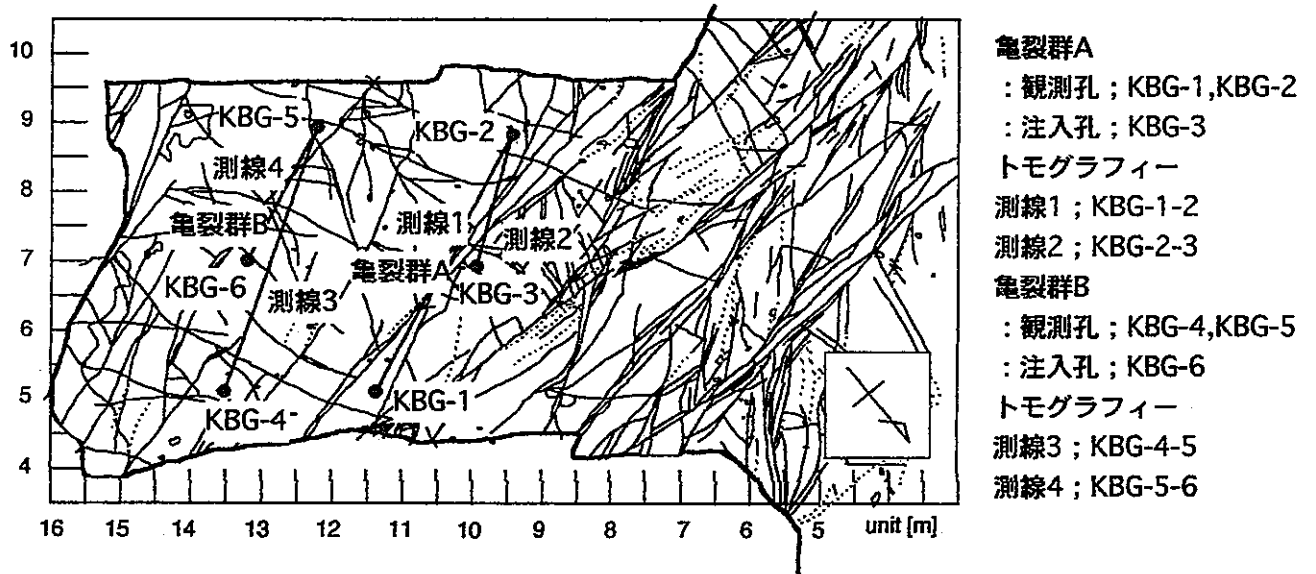 10
9
8
7
6
5
4
16 15 14 13 12 11 10 9 8 7 6 5 unit [m]
KBG-5
KBG-2
測線4
測線1
測線2
亀裂群B
亀裂群A
KBG-6
測線3
KBG-3
KBG-4
KBG-1
亀裂群A
:観測孔;KBG-1,KBG-2
:注入孔;KBG-3
トモグラフィー
測線1;KBG-1-2
測線2;KBG-2-3
亀裂群B
:観測孔;KBG-4,KBG-5
:注入孔;KBG-6
トモグラフィー
測線3;KBG-4-5
測線4;KBG-5-6